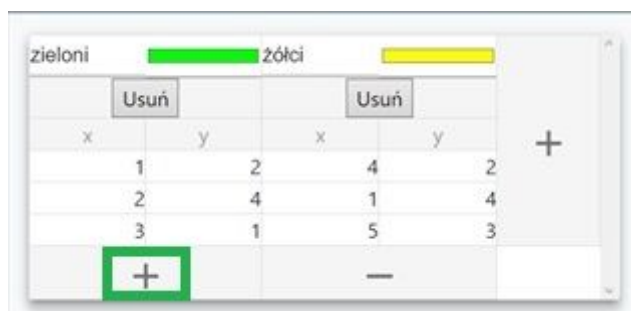 zieloni żółci
Usuń Usuń
x y x y
1 2 4 2
2 4 1 4
3 1 5 3